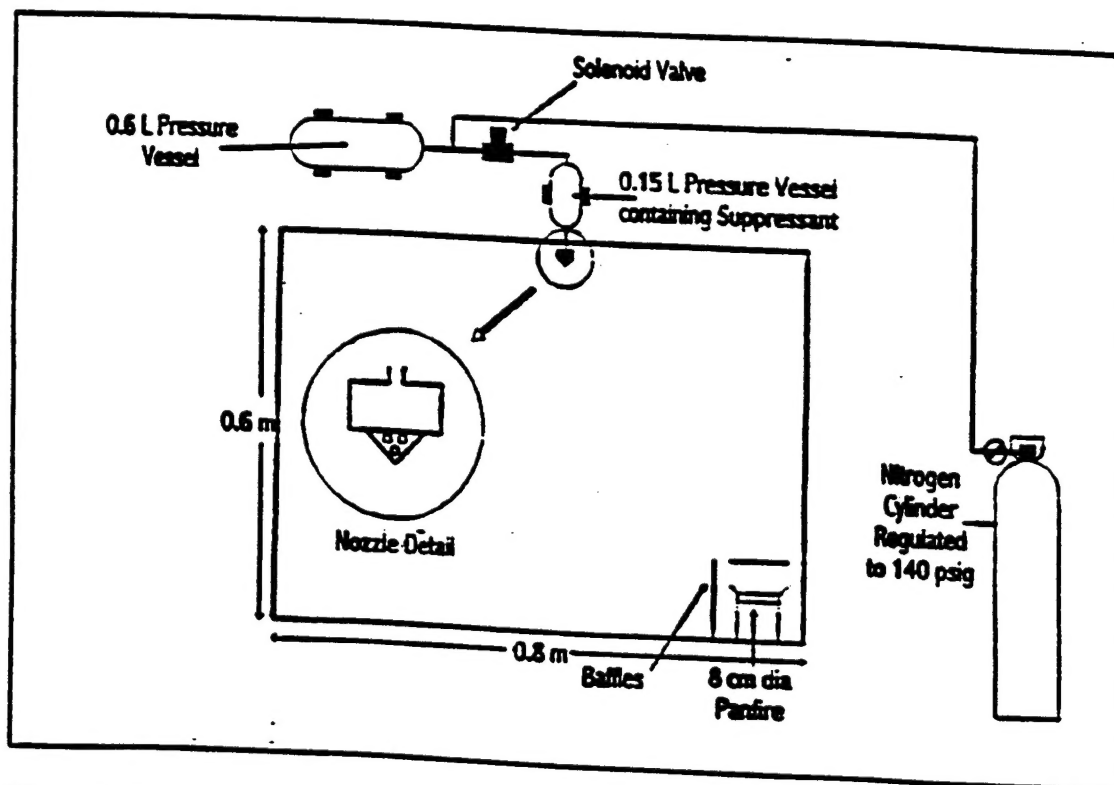 Solenoid Valve
0.6 L Pressure
Vessel
0.15 L Pressure Vessel
containing Suppressant
0.6 m
Nozzle Detail
Nitrogen
Cylinder
Regulated
to 140 psig
0.8 m
Baffles
8 cm dia
Panfire